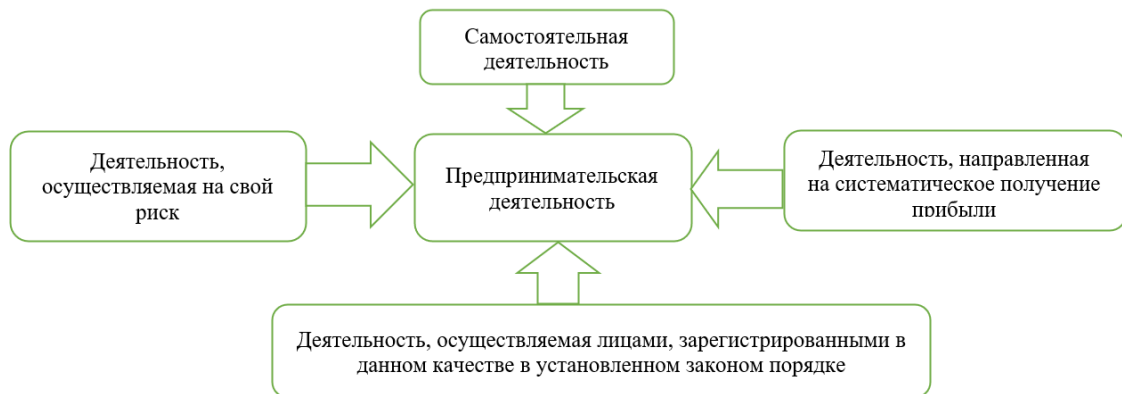 Самостоятельная
деятельность
Деятельность,
осуществляемая на свой
риск
Предпринимательская
деятельность
Деятельность, направленная
на систематическое получение
прибыли
Деятельность, осуществляемая лицами, зарегистрированными в
данном качестве в установленном законом порядке